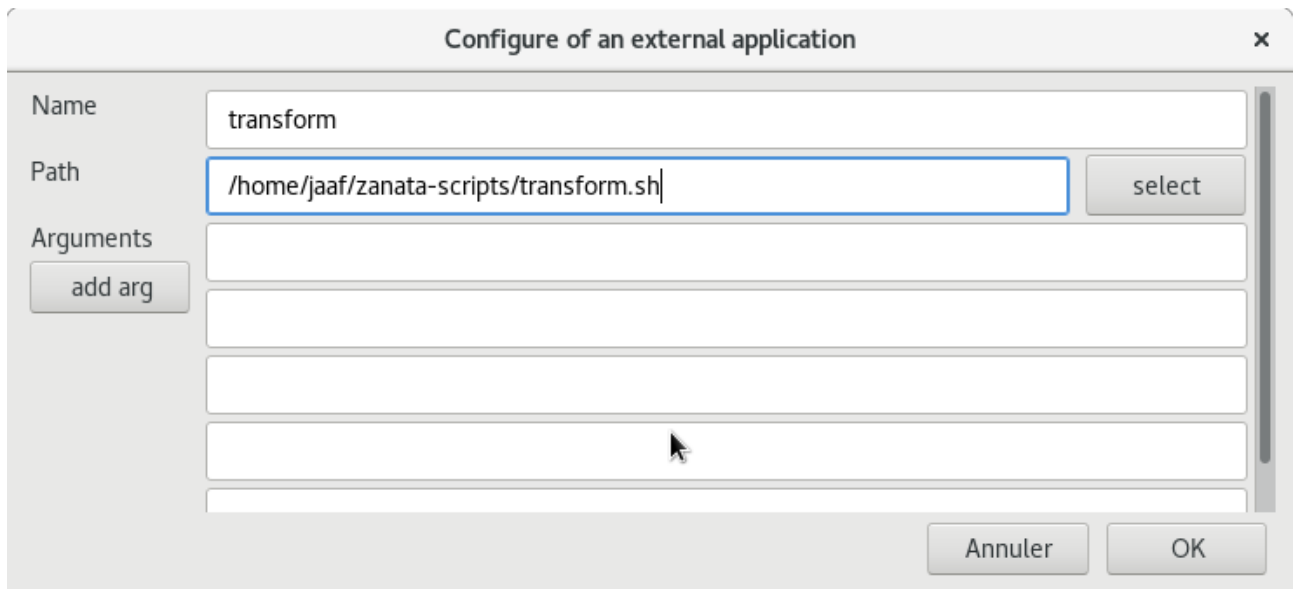 Configure of an external application
Name
transform
Path
/home/jaaf/zanata-scripts/transform.sh
select
Arguments
add arg
Annuler
OK